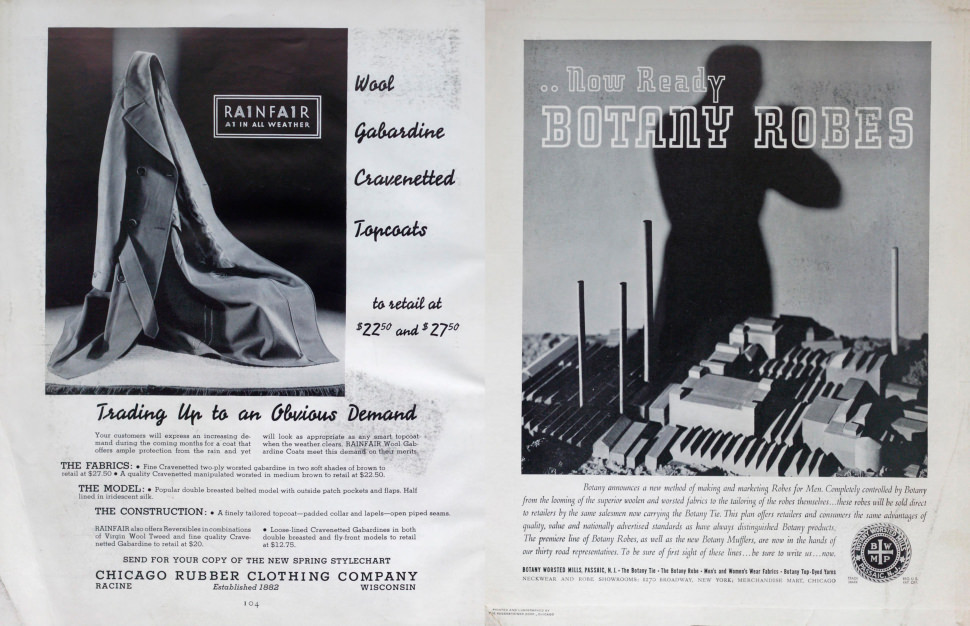 RAINFAIR
A1 IN ALL WEATHER
Wool
Gabardine
Cravenetted
Topcoats
to retail at
$22 50 and $27 50
Trading Up to an Obvious Demand
Your customers will express an increasing de-
mand during the coming months for a coat that
offers ample protection from the rain and yet
will look as appropriate as any smart topcoat
when the weather clears. RAINFAIR Wool Gab-
ardine Coats meet this demand on their merits.
THE FABRICS: • Fine Cravenetted two-ply worsted gabardine in two soft shades of brown to
retail at $27.50 • A quality Cravenetted manipulated worsted in medium brown to retail at $22.50.
THE MODEL: • Popular double breasted belted model with outside patch pockets and flaps. Half
lined in iridescent silk.
THE CONSTRUCTION: • A finely tailored topcoat—padded collar and lapels—open piped seams.
RAINFAIR also offers Reversibles in combinations
of Virgin Wool Tweed and fine quality Crave-
netted Gabardine to retail at $20.
• Loose-lined Cravenetted Gabardines in both
double breasted and fly-front models to retail
at $12.75.
SEND FOR YOUR COPY OF THE NEW SPRING STYLECHART
CHICAGO RUBBER CLOTHING COMPANY
RACINE Established 1882 WISCONSIN
104
..Now Ready
BOTANY ROBES
Botany announces a new method of making and marketing Robes for Men. Completely controlled by Botany
from the looming of the superior woolen and worsted fabrics to the tailoring of the robes themselves...these robes will be sold direct
to retailers by the same salesmen now carrying the Botany Tie. This plan offers retailers and consumers the same advantages of
quality, value and nationally advertised standards as have always distinguished Botany products.
The premiere line of Botany Robes, as well as the new Botany Mufflers, are now in the hands of
our thirty road representatives. To be sure of first sight of these lines...be sure to write us...now.
BOTANY WORSTED MILLS, PASSAIC, N. J. • The Botany Tie • The Botany Robe • Men's and Women's Wear Fabrics • Botany Top-Dyed Yarns
NECKWEAR AND ROBE SHOWROOMS: 1270 BROADWAY, NEW YORK; MERCHANDISE MART, CHICAGO
BOTANY WORSTED MILLS
B W
M P
PASSAIC, N. J.
TRADE
MARK
REG. U. S.
PAT. OFF.